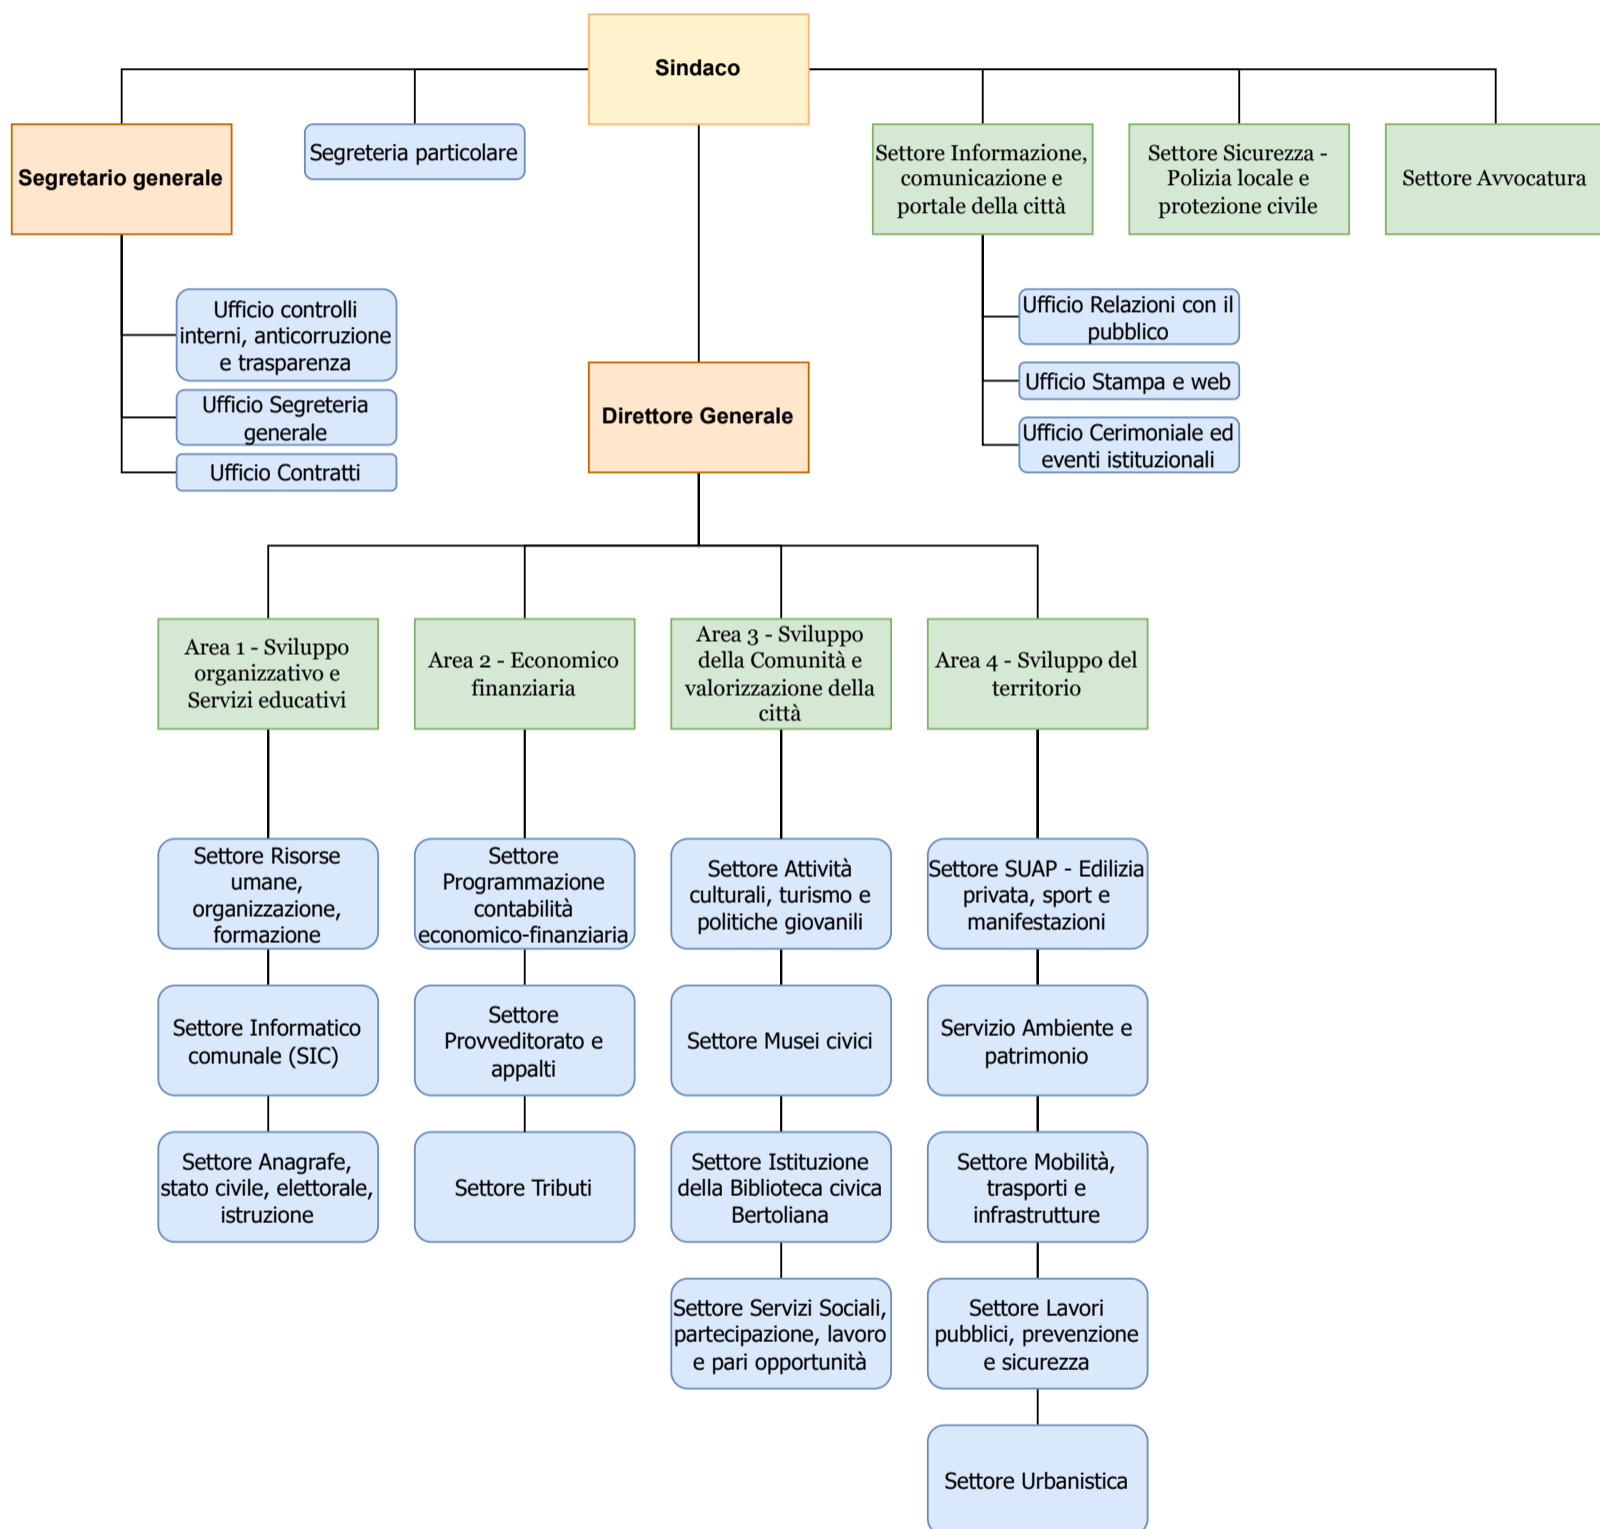 Sindaco
Segretario generale
Segreteria particolare
Settore Informazione,
comunicazione e
portale della città
Settore Sicurezza -
Polizia locale e
protezione civile
Settore Avvocatura
Ufficio controlli
interni, anticorruzione
e trasparenza
Ufficio Segreteria
generale
Ufficio Contratti
Ufficio Relazioni con il
pubblico
Ufficio Stampa e web
Ufficio Cerimoniale ed
eventi istituzionali
Direttore Generale
Area 1 - Sviluppo
organizzativo e
Servizi educativi
Area 2 - Economico
finanziaria
Area 3 - Sviluppo
della Comunità e
valorizzazione della
città
Area 4 - Sviluppo del
territorio
Settore Risorse
umane,
organizzazione,
formazione
Settore
Programmazione
contabilità
economico-finanziaria
Settore Attività
culturali, turismo e
politiche giovanili
Settore SUAP - Edilizia
privata, sport e
manifestazioni
Settore Informatico
comunale (SIC)
Settore
Provveditorato e
appalti
Settore Musei civici
Servizio Ambiente e
patrimonio
Settore Anagrafe,
stato civile, elettorale,
istruzione
Settore Tributi
Settore Istituzione
della Biblioteca civica
Bertoliana
Settore Mobilità,
trasporti e
infrastrutture
Settore Servizi Sociali,
partecipazione, lavoro
e pari opportunità
Settore Lavori
pubblici, prevenzione
e sicurezza
Settore Urbanistica